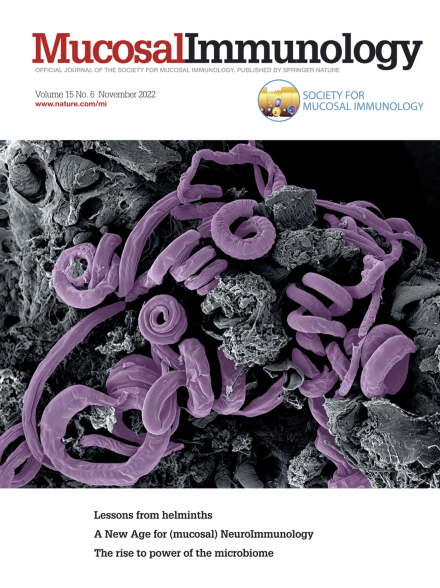 MucosalImmunology
OFFICIAL JOURNAL OF THE SOCIETY FOR MUCOSAL IMMUNOLOGY, PUBLISHED BY SPRINGER NATURE
Volume 15 No. 6 November 2022
www.nature.com/mi
SOCIETY FOR
MUCOSAL IMMUNOLOGY
Lessons from helminths
A New Age for (mucosal) NeuroImmunology
The rise to power of the microbiome